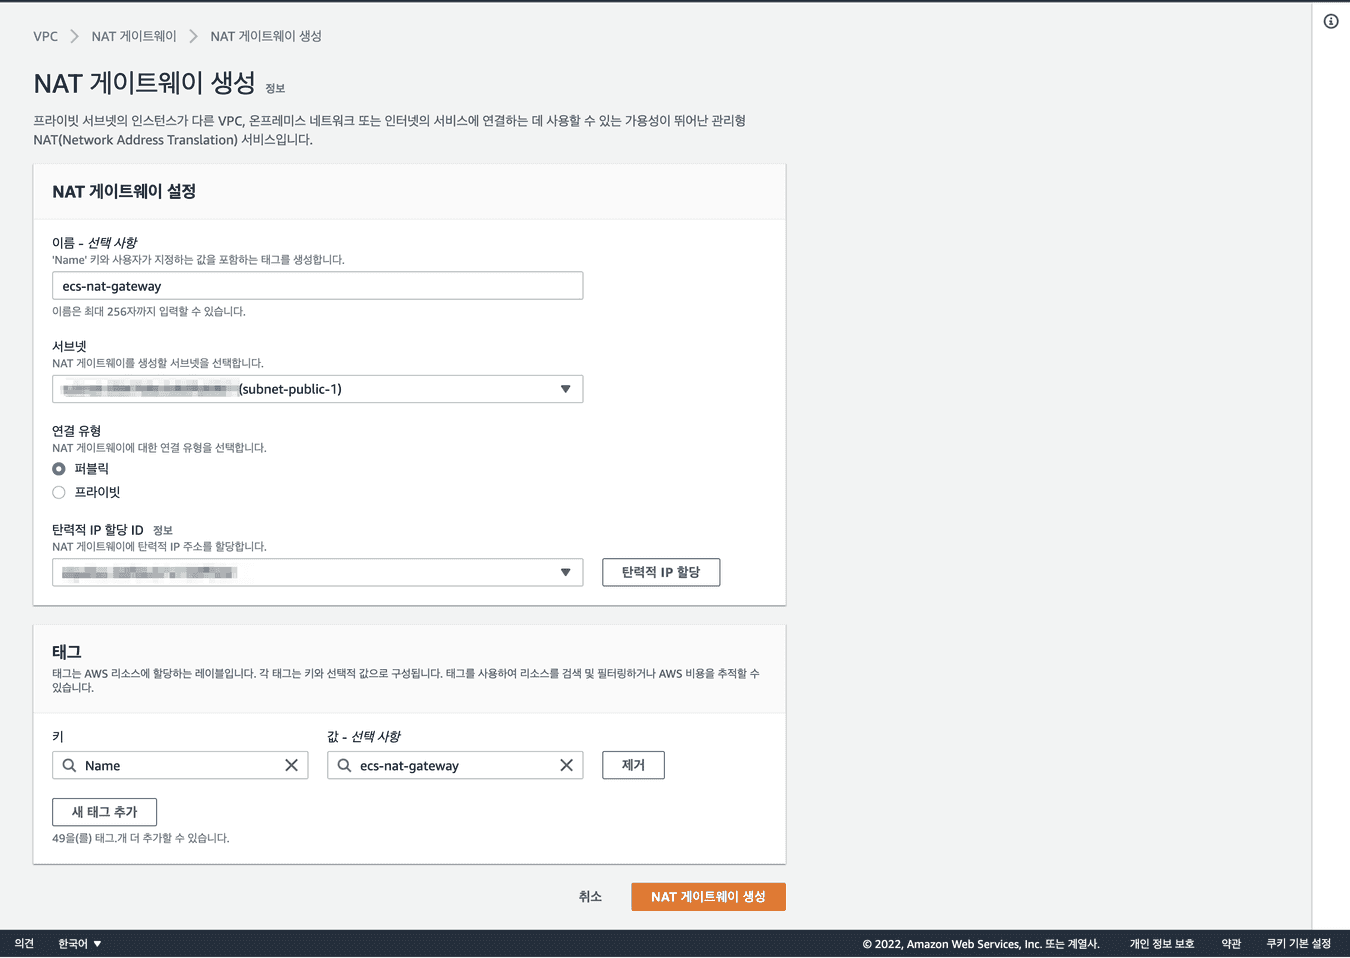 VPC > NAT 게이트웨이 > NAT 게이트웨이 생성
NAT 게이트웨이 생성 정보
프라이빗 서브넷의 인스턴스가 다른 VPC, 온프레미스 네트워크 또는 인터넷의 서비스에 연결하는 데 사용할 수 있는 가용성이 뛰어난 관리형
NAT(Network Address Translation) 서비스입니다.
NAT 게이트웨이 설정
이름 - 선택 사항
'Name' 키와 사용자가 지정하는 값을 포함하는 태그를 생성합니다.
ecs-nat-gateway
이름은 최대 256자까지 입력할 수 있습니다.
서브넷
NAT 게이트웨이를 생성할 서브넷을 선택합니다.
(subnet-public-1)
연결 유형
NAT 게이트웨이에 대한 연결 유형을 선택합니다.
퍼블릭
프라이빗
탄력적 IP 할당 ID 정보
NAT 게이트웨이에 탄력적 IP 주소를 할당합니다.
탄력적 IP 할당
태그
태그는 AWS 리소스에 할당하는 레이블입니다. 각 태그는 키와 선택적 값으로 구성됩니다. 태그를 사용하여 리소스를 검색 및 필터링하거나 AWS 비용을 추적할 수
있습니다.
키 값 - 선택 사항
Name ecs-nat-gateway 제거
새 태그 추가
49을(를) 태그.개 더 추가할 수 있습니다.
취소 NAT 게이트웨이 생성
의견 한국어 © 2022, Amazon Web Services, Inc. 또는 계열사. 개인 정보 보호 약관 쿠키 기본 설정